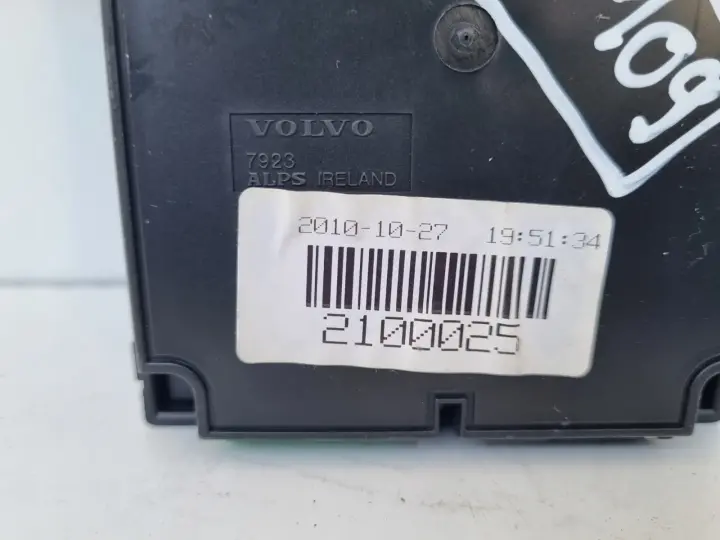 VOLVO
7923
ALPS IRELAND
2010-10-27 19:51:34
2100025